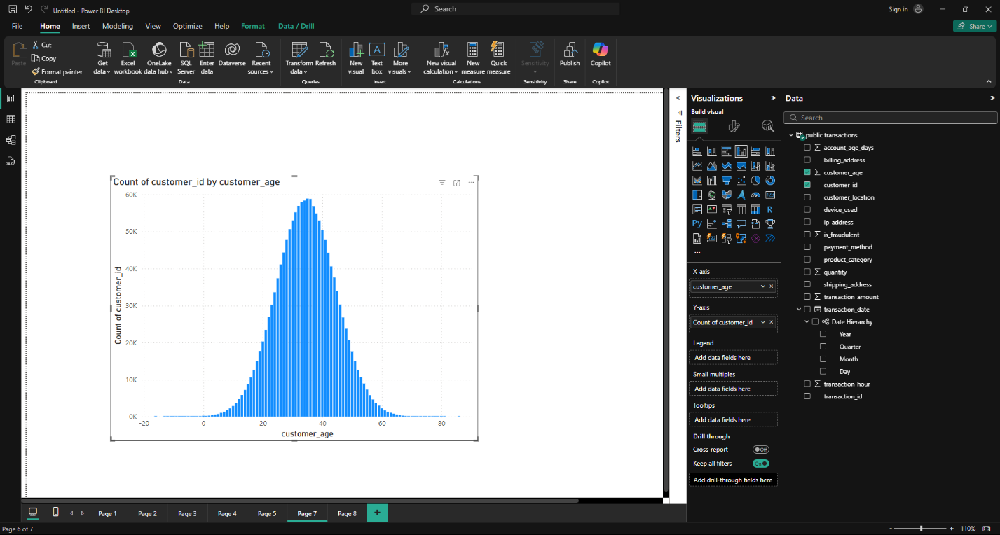 Untitled - Power BI Desktop
Search
Sign in
File Home Insert Modeling View Optimize Help Format Data / Drill
Share
Paste
Cut
Copy
Format painter
Clipboard
Get data
Excel workbook
OneLake data hub
SQL Server
Enter data
Dataverse
Recent sources
Data
Transform data
Refresh
Queries
New visual
Text box
More visuals
Insert
New visual calculation
New measure
Quick measure
Calculations
Sensitivity
Sensitivity
Publish
Share
Copilot
Copilot
Count of customer_id by customer_age
60K
50K
40K
30K
20K
10K
0K
Count of customer_id
-20 0 20 40 60 80
customer_age
Filters
Visualizations
Build visual
R
Py
123
...
X-axis
customer_age
Y-axis
Count of customer_id
Legend
Add data fields here
Small multiples
Add data fields here
Tooltips
Add data fields here
Drill through
Cross-report
Off
Keep all filters
On
Add drill-through fields here
Data
Search
public transactions
account_age_days
billing_address
customer_age
customer_id
customer_location
device_used
ip_address
is_fraudulent
payment_method
product_category
quantity
shipping_address
transaction_amount
transaction_date
Date Hierarchy
Year
Quarter
Month
Day
transaction_hour
transaction_id
Page 1 Page 2 Page 3 Page 4 Page 5 Page 7 Page 8 +
Page 6 of 7
- + 110%